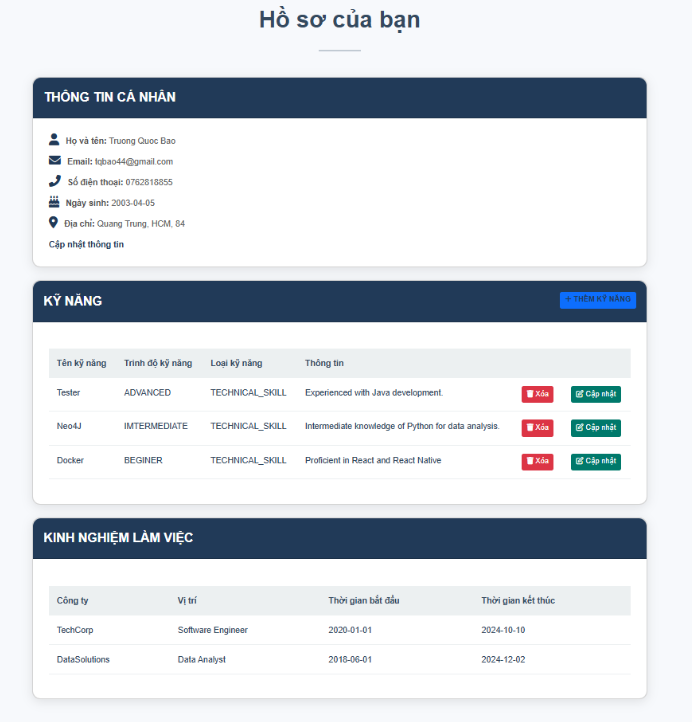 Hồ sơ của bạn
THÔNG TIN CÁ NHÂN
Họ và tên: Truong Quoc Bao
Email: tqbao44@gmail.com
Số điện thoại: 0762818855
Ngày sinh: 2003-04-05
Địa chỉ: Quang Trung, HCM, 84
Cập nhật thông tin
KỸ NĂNG
+ THÊM KỸ NĂNG
Tên kỹ năng Trình độ kỹ năng Loại kỹ năng Thông tin
Tester ADVANCED TECHNICAL_SKILL Experienced with Java development. Xóa Cập nhật
Neo4J IMTERMEDIATE TECHNICAL_SKILL Intermediate knowledge of Python for data analysis. Xóa Cập nhật
Docker BEGINER TECHNICAL_SKILL Proficient in React and React Native Xóa Cập nhật
KINH NGHIỆM LÀM VIỆC
Công ty Vị trí Thời gian bắt đầu Thời gian kết thúc
TechCorp Software Engineer 2020-01-01 2024-10-10
DataSolutions Data Analyst 2018-06-01 2024-12-02